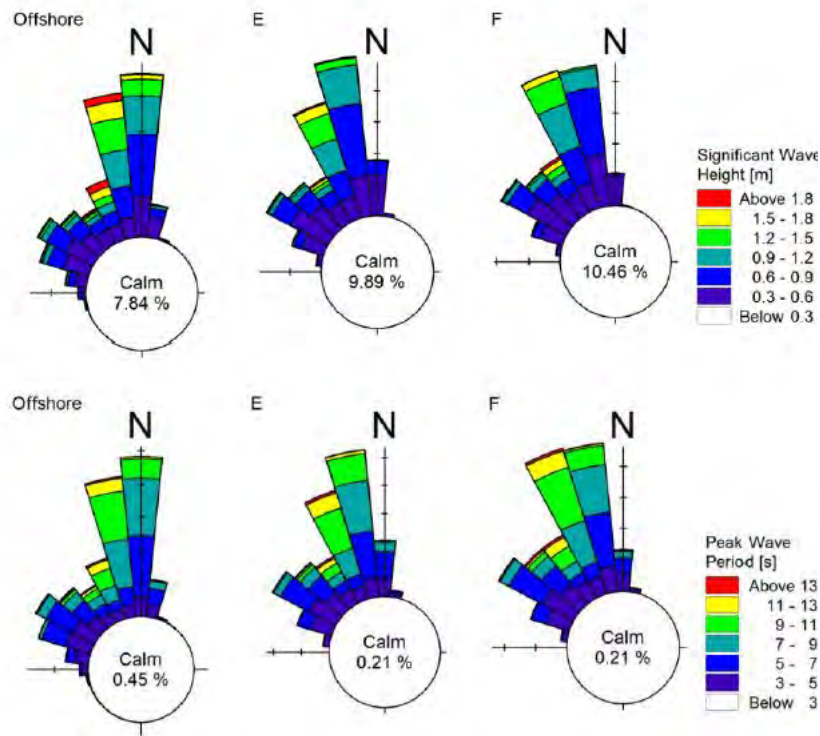 Offshore
E
F
N
N
N
Calm
7.84 %
Calm
9.89 %
Calm
10.46 %
Significant Wave
Height [m]
Above 1.8
1.5 - 1.8
1.2 - 1.5
0.9 - 1.2
0.6 - 0.9
0.3 - 0.6
Below 0.3
Offshore
E
F
N
N
N
Calm
0.45 %
Calm
0.21 %
Calm
0.21 %
Peak Wave
Period [s]
Above 13
11 - 13
9 - 11
7 - 9
5 - 7
3 - 5
Below 3